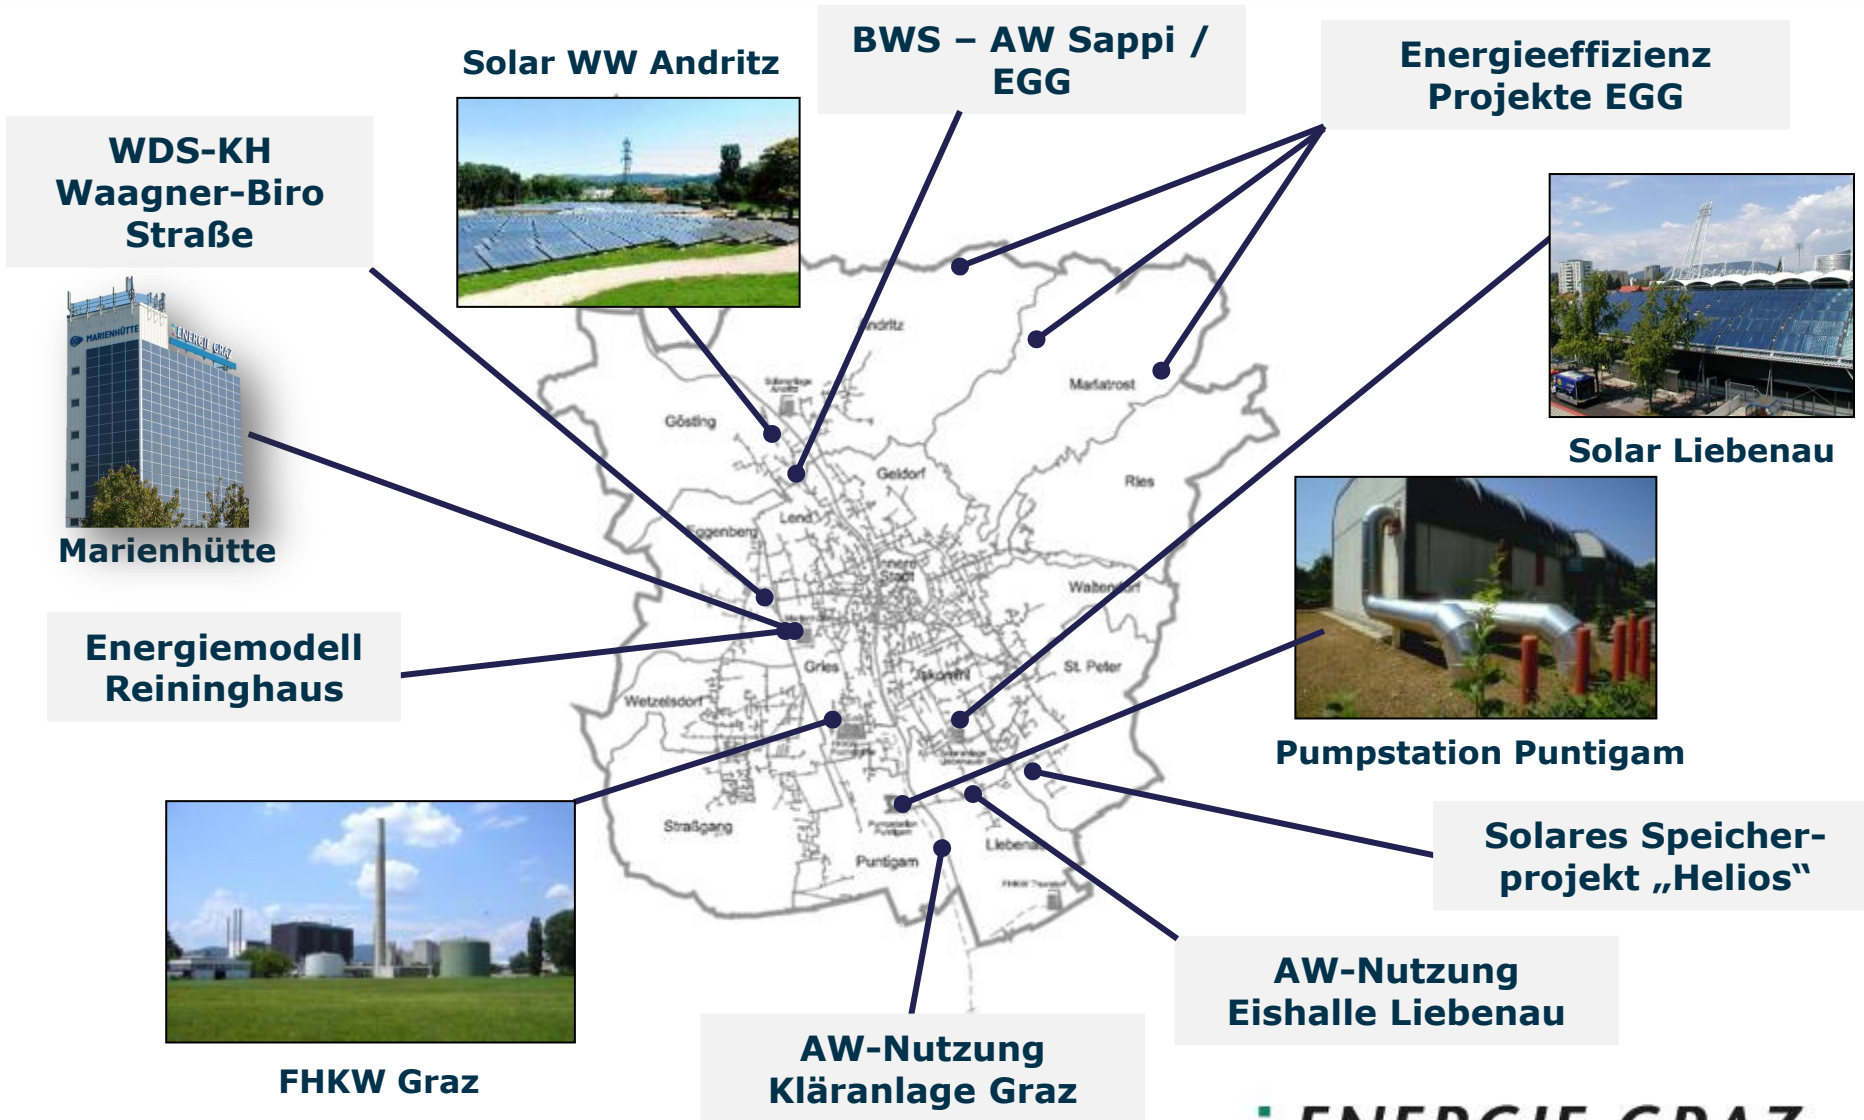 BWS – AW Sappi /
EGG
Energieeffizienz
Projekte EGG
Solar WW Andritz
WDS-KH
Waagner-Biro
Straße
MARIENHÜTTE
ENERGIE GRAZ
Marienhütte
Solar Liebenau
Energiemodell
Reininghaus
Pumpstation Puntigam
Solares Speicher-
projekt „Helios“
AW-Nutzung
Eishalle Liebenau
AW-Nutzung
Kläranlage Graz
FHKW Graz
Andritz
Mariatrost
Gösting
Geidorf
Ries
Lend
Eggenberg
Innere
Stadt
Waltendorf
Gries
St. Peter
Wetzelsdorf
Straßgang
Puntigam
Pumpstation
Puntigam
ENERGIE GRAZ